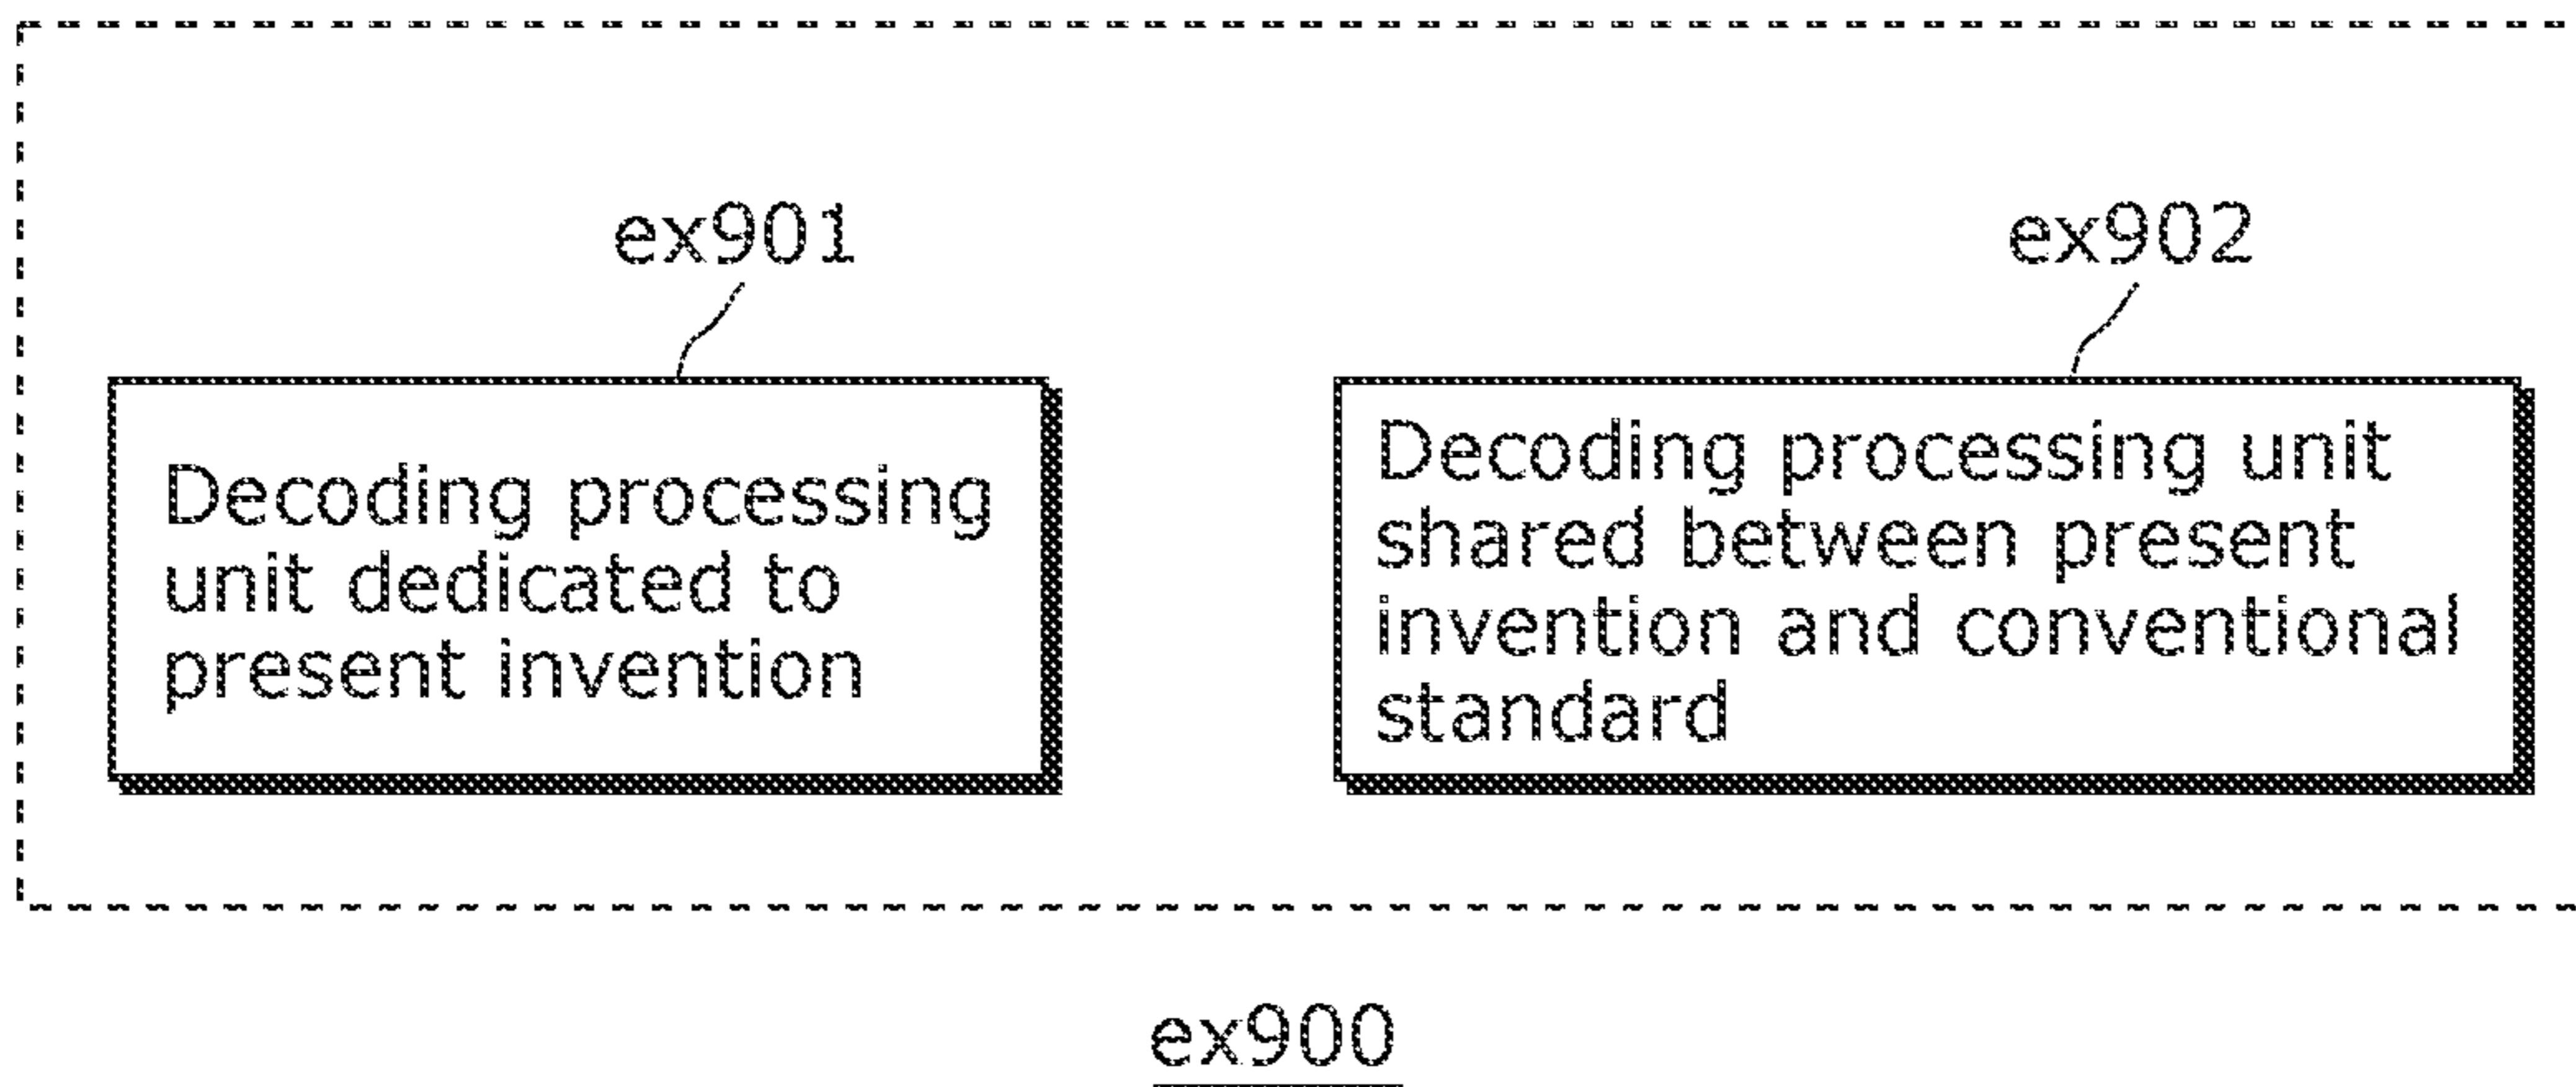 ex901
ex902
Decoding processing
unit dedicated to
present invention
Decoding processing unit
shared between present
invention and conventional
standard
ex900